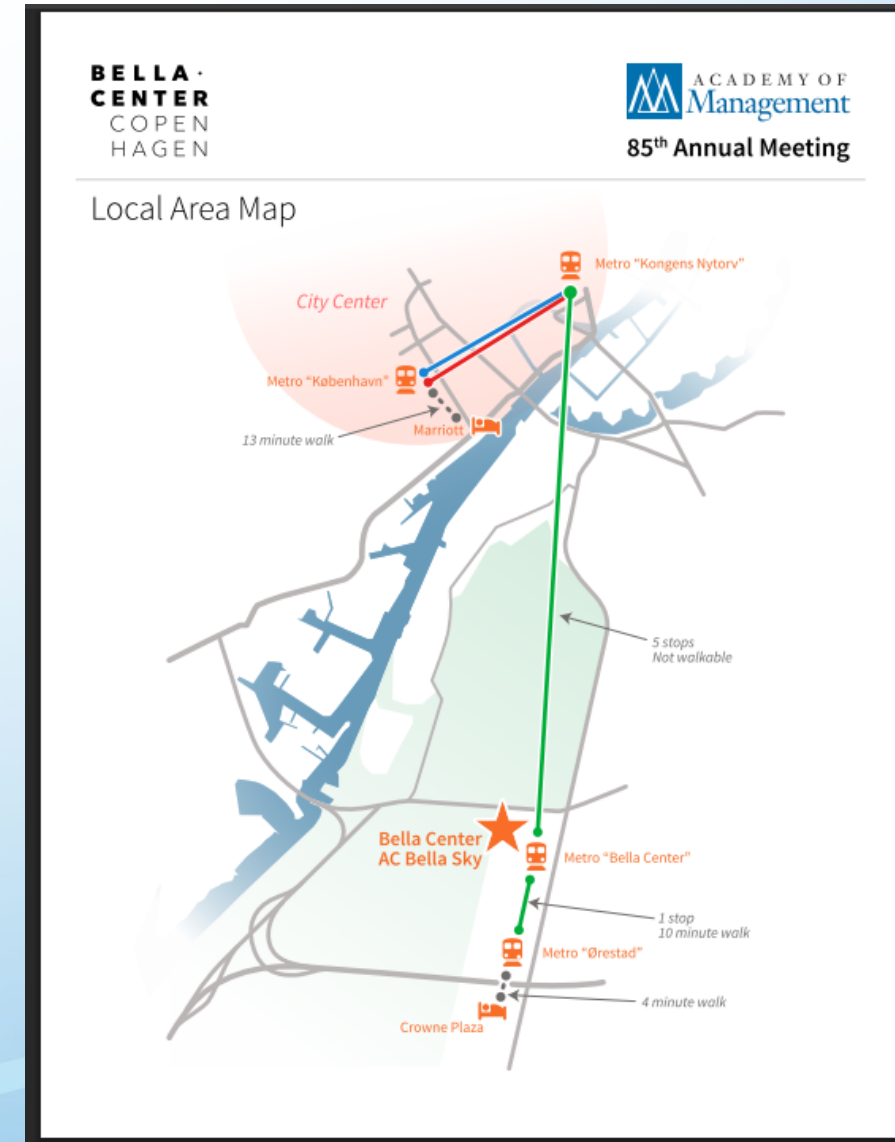 BELLA·
CENTER
COPEN
HAGEN
ACADEMY OF
Management
85th Annual Meeting
Local Area Map
Metro “Kongens Nytorv”
City Center
Metro “København”
Marriott
13 minute walk
5 stops
Not walkable
Bella Center
AC Bella Sky
Metro “Bella Center”
1 stop
10 minute walk
Metro “Ørestad”
4 minute walk
Crowne Plaza